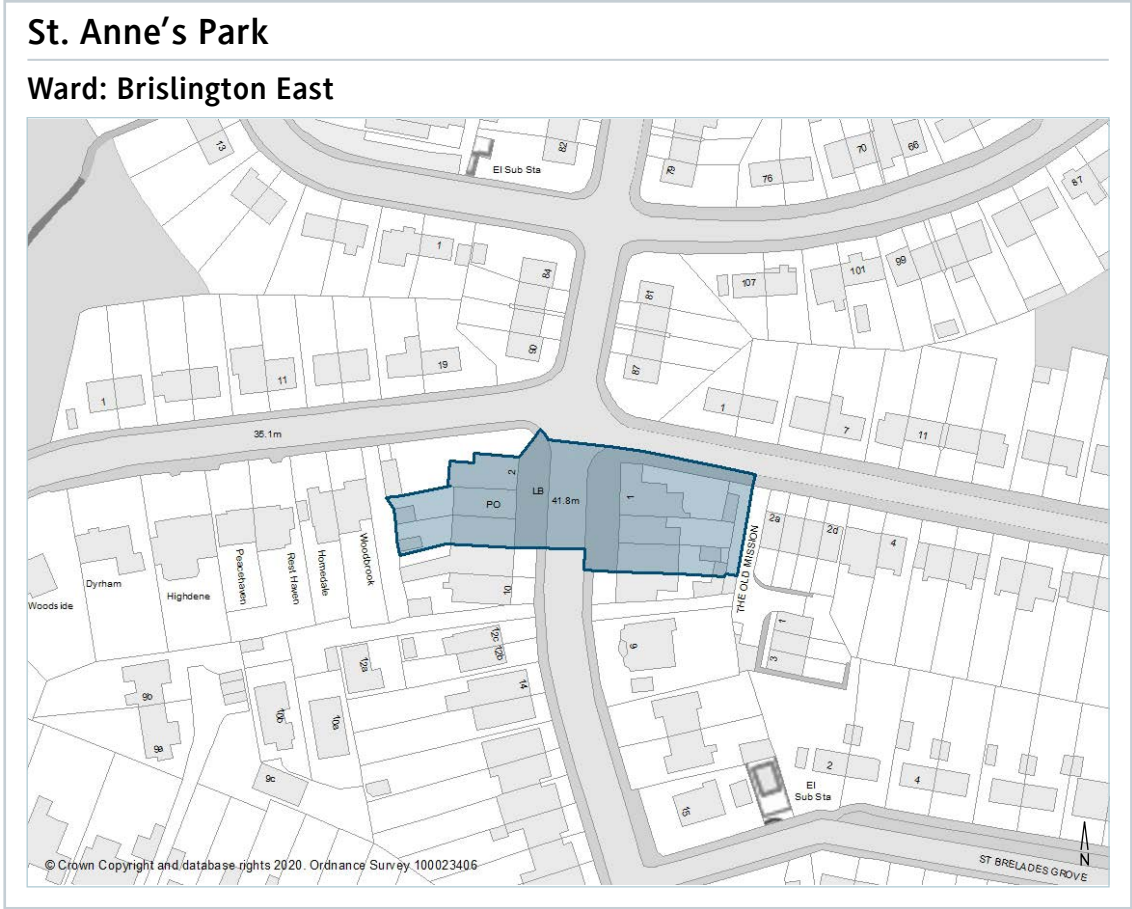 St. Anne's Park
Ward: Brislington East
13
El Sub Sta
82
79
76
70
66
87
1
84
90
81
87
107
101
99
1
11
19
1
7
11
35.1m
2
PO
LB
41.8m
1
THE OLD MISSION
2a
2d
4
Woodside
Dyrham
Highdene
Peacehaven
Rest Haven
Homedale
Woodbrook
10
12a
12c 12b
14
6
1
3
9b
9a
10b
10a
9c
15
El
Sub Sta
2
4
ST BRELADES GROVE
N
© Crown Copyright and database rights 2020. Ordnance Survey 100023406